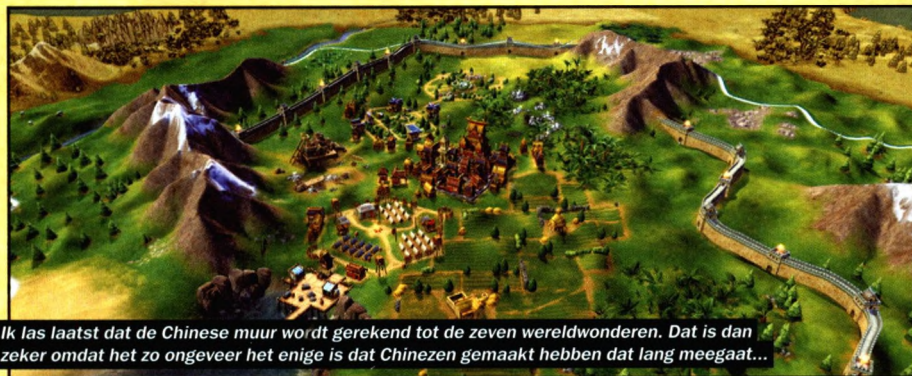 Ik las laatst dat de Chinese muur wordt gerekend tot de zeven wereldwonderen. Dat is dan
zeker omdat het zo ongeveer het enige is dat Chinezen gemaakt hebben dat lang meegaat...